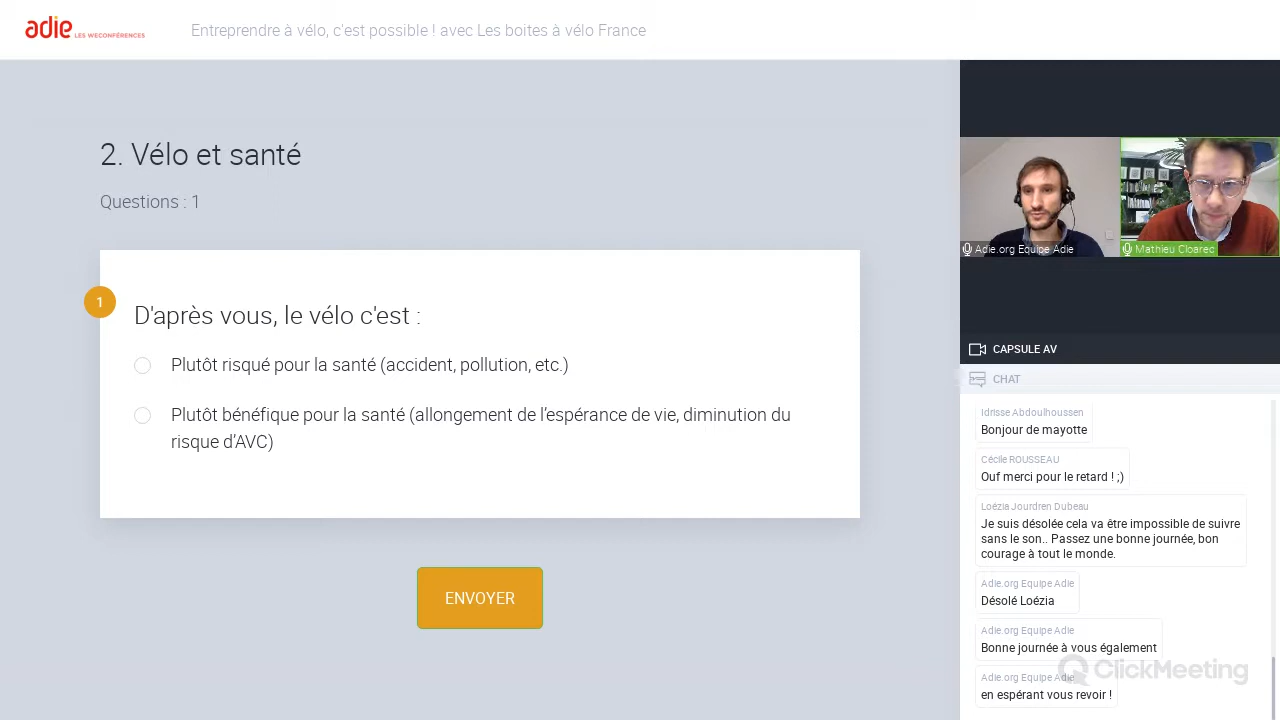 adie LES WECONFÉRENCES
Entreprendre à vélo, c'est possible ! avec Les boites à vélo France
2. Vélo et santé
Questions : 1
1
D'après vous, le vélo c'est :
Plutôt risqué pour la santé (accident, pollution, etc.)
Plutôt bénéfique pour la santé (allongement de l’espérance de vie, diminution du
risque d’AVC)
ENVOYER
Adie.org Equipe Adie
Mathieu Cloarec
CAPSULE AV
CHAT
Idrisse Abdoulhoussen
Bonjour de mayotte
Cécile ROUSSEAU
Ouf merci pour le retard ! ;)
Loézia Jourdren Dubeau
Je suis désolée cela va être impossible de suivre
sans le son.. Passez une bonne journée, bon
courage à tout le monde.
Adie.org Equipe Adie
Désolé Loézia
Adie.org Equipe Adie
Bonne journée à vous également
Adie.org Equipe Adie
en espérant vous revoir !
ClickMeeting